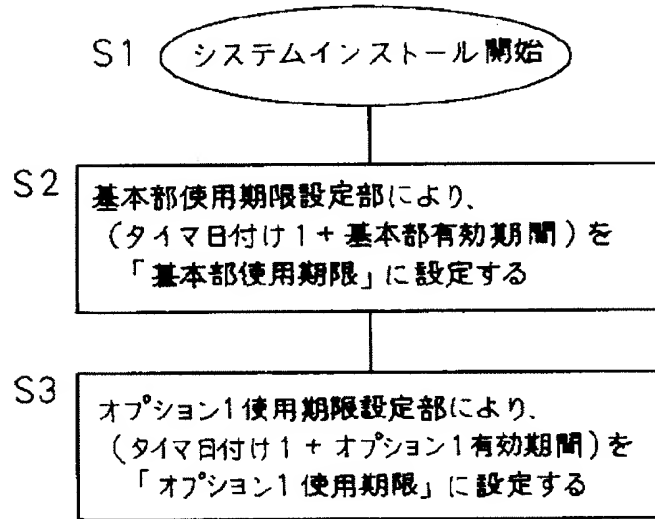 S1 システムインストール開始
S2 基本部使用期限設定部により、
(タイマ日付け1+基本部有効期間)を
「基本部使用期限」に設定する
S3 オプション1使用期限設定部により、
(タイマ日付け1+オプション1有効期間)を
「オプション1使用期限」に設定する